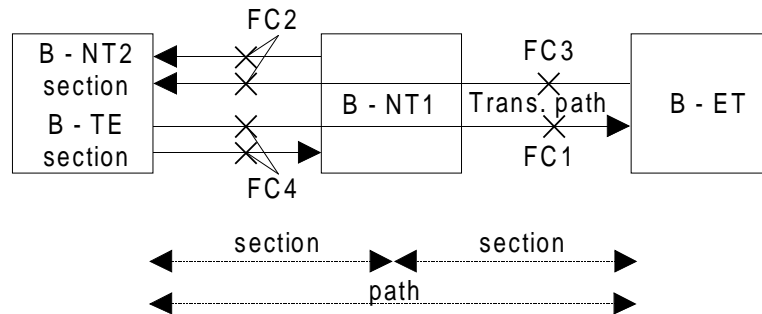 FC2
B - NT2
section
B - TE
section
B - NT1
FC3
Trans. path
B - ET
FC4
FC1
section
section
path